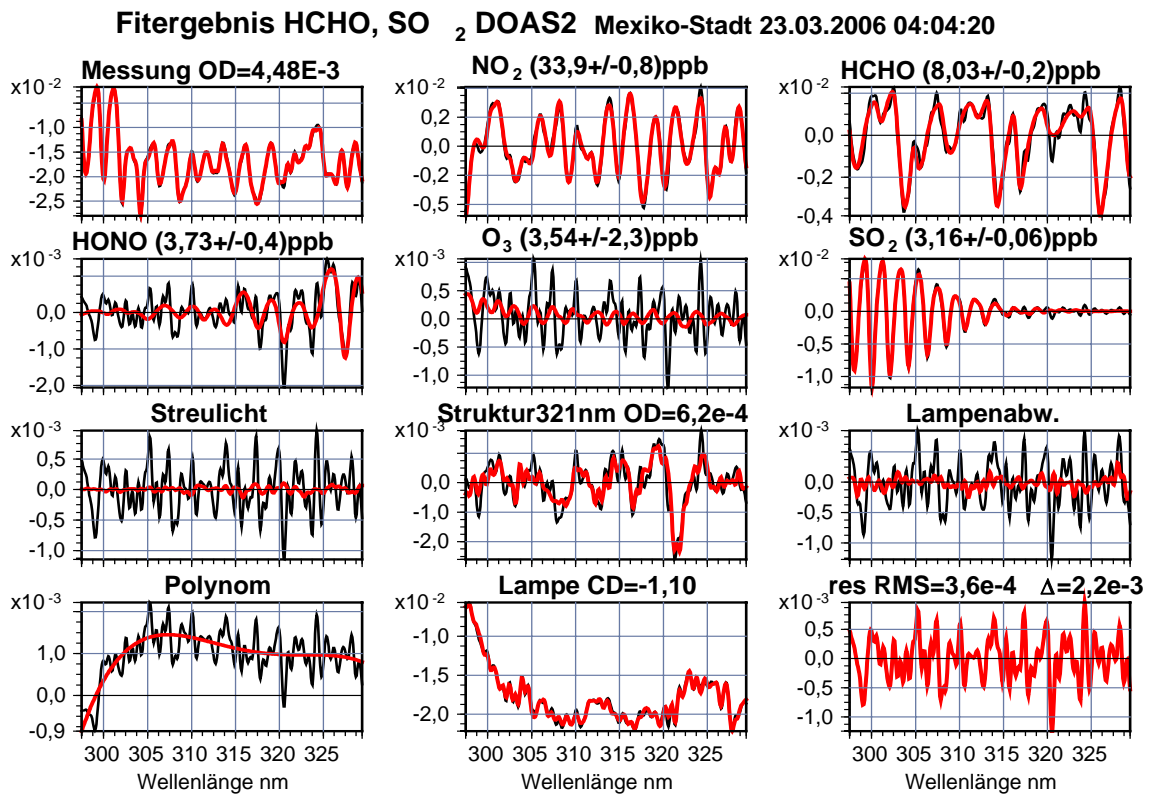 Fitergebnis HCHO, SO 2 DOAS2 Mexiko-Stadt 23.03.2006 04:04:20
Messung OD=4,48E-3
x10-2
-1,0
-1,5
-2,0
-2,5
NO2 (33,9+/-0,8)ppb
x10-2
0,2
0,0
-0,2
-0,5
HCHO (8,03+/-0,2)ppb
x10-2
0,0
-0,2
-0,4
HONO (3,73+/-0,4)ppb
x10-3
0,0
-1,0
-2,0
O3 (3,54+/-2,3)ppb
x10-3
0,5
0,0
-0,5
-1,0
SO2 (3,16+/-0,06)ppb
x10-2
0,0
-0,5
-1,0
Streulicht
x10-3
0,5
0,0
-0,5
-1,0
Struktur321nm OD=6,2e-4
x10-3
0,0
-1,0
-2,0
Lampenabw.
x10-3
0,5
0,0
-0,5
-1,0
Polynom
x10-3
1,0
0,0
-0,9
300 305 310 315 320 325
Wellenlänge nm
Lampe CD=-1,10
x10-2
-1,0
-1,5
-2,0
300 305 310 315 320 325
Wellenlänge nm
res RMS=3,6e-4 Δ=2,2e-3
x10-3
0,5
0,0
-0,5
-1,0
300 305 310 315 320 325
Wellenlänge nm